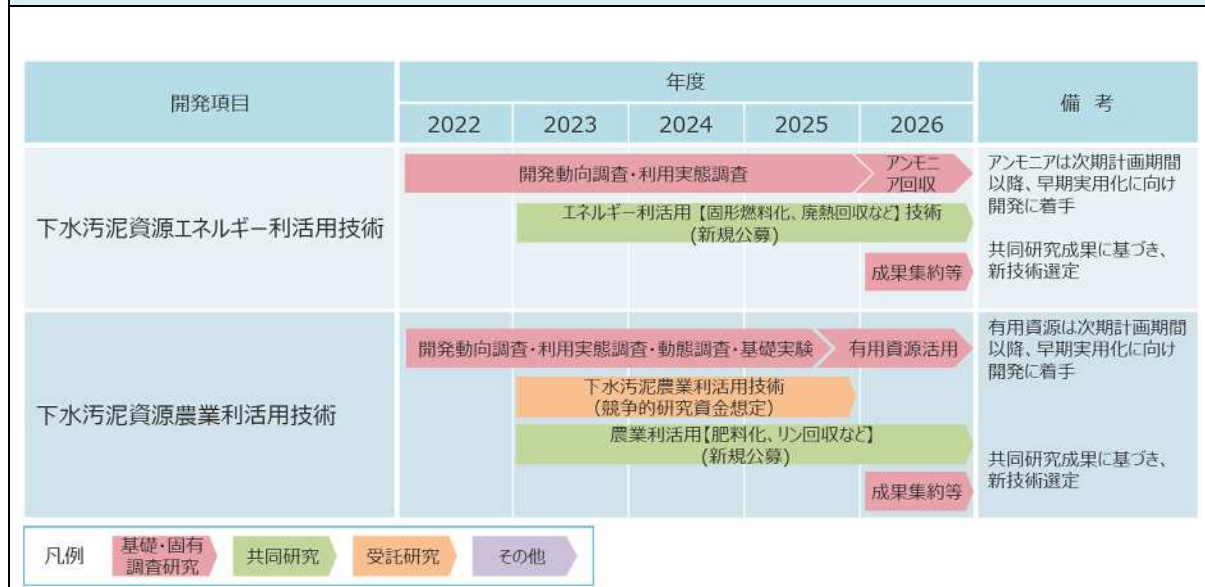 開発項目
年度
備 考
2022
2023
2024
2025
2026
下水汚泥資源エネルギー利活用技術
開発動向調査・利用実態調査
アンモニ
ア回収
エネルギー利活用【固形燃料化、廃熱回収など】技術
(新規公募)
成果集約等
アンモニアは次期計画期間
以降、早期実用化に向け
開発に着手
共同研究成果に基づき、
新技術選定
下水汚泥資源農業利活用技術
開発動向調査・利用実態調査・動態調査・基礎実験
有用資源活用
下水汚泥農業利活用技術
(競争的研究資金想定)
農業利活用【肥料化、リン回収など】
(新規公募)
成果集約等
有用資源は次期計画期間
以降、早期実用化に向け
開発に着手
共同研究成果に基づき、
新技術選定
凡例
基礎・固有
調査研究
共同研究
受託研究
その他